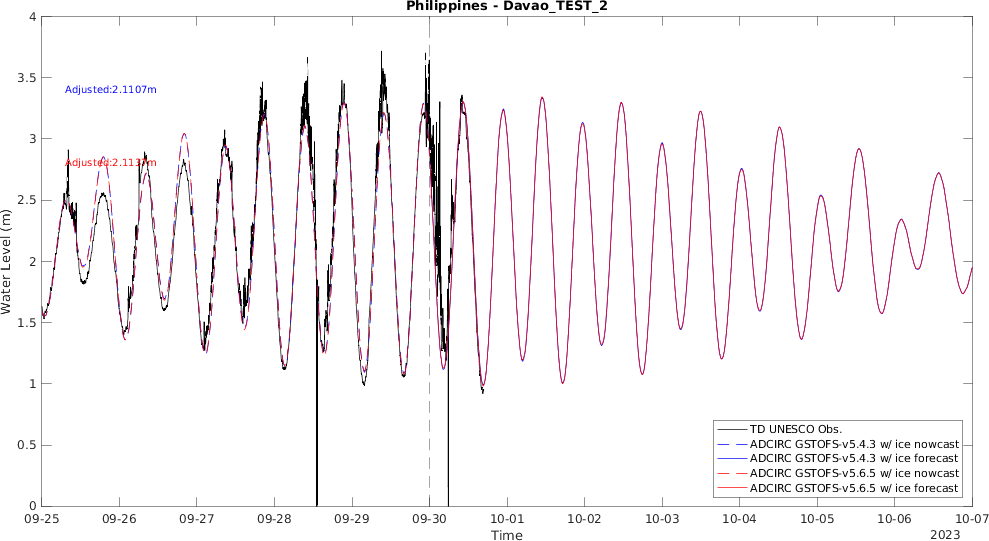 Philippines - Davao_TEST_2
Water Level (m)
4
3.5
3
2.5
2
1.5
1
0.5
0
Adjusted:2.1107m
Adjusted:2.1137m
TD UNESCO Obs.
ADCIRC GSTOFS-v5.4.3 w/ ice nowcast
ADCIRC GSTOFS-v5.4.3 w/ ice forecast
ADCIRC GSTOFS-v5.6.5 w/ ice nowcast
ADCIRC GSTOFS-v5.6.5 w/ ice forecast
09-25 09-26 09-27 09-28 09-29 09-30 10-01 10-02 10-03 10-04 10-05 10-06 10-07
Time
2023